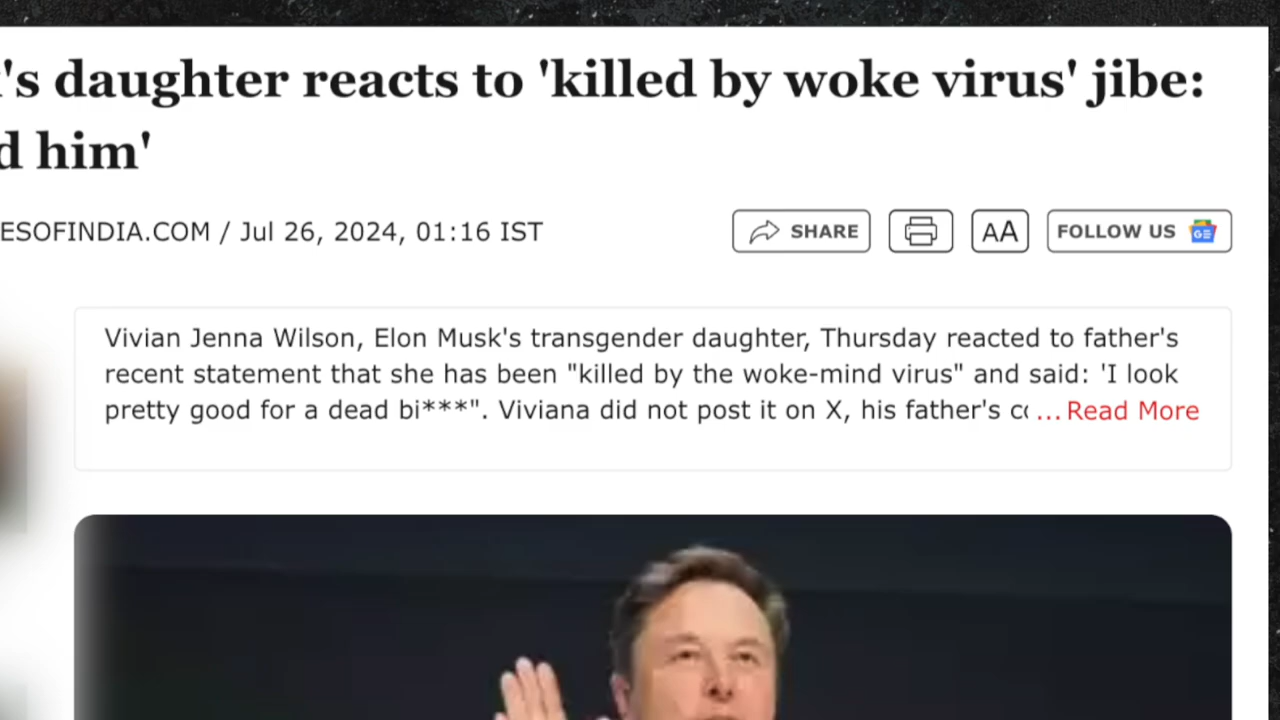 's daughter reacts to 'killed by woke virus' jibe:
d him'
ESOFINDIA.COM / Jul 26, 2024, 01:16 IST
SHARE
AA
FOLLOW US
GE
Vivian Jenna Wilson, Elon Musk's transgender daughter, Thursday reacted to father's
recent statement that she has been "killed by the woke-mind virus" and said: 'I look
pretty good for a dead bi***". Viviana did not post it on X, his father's co ... Read More